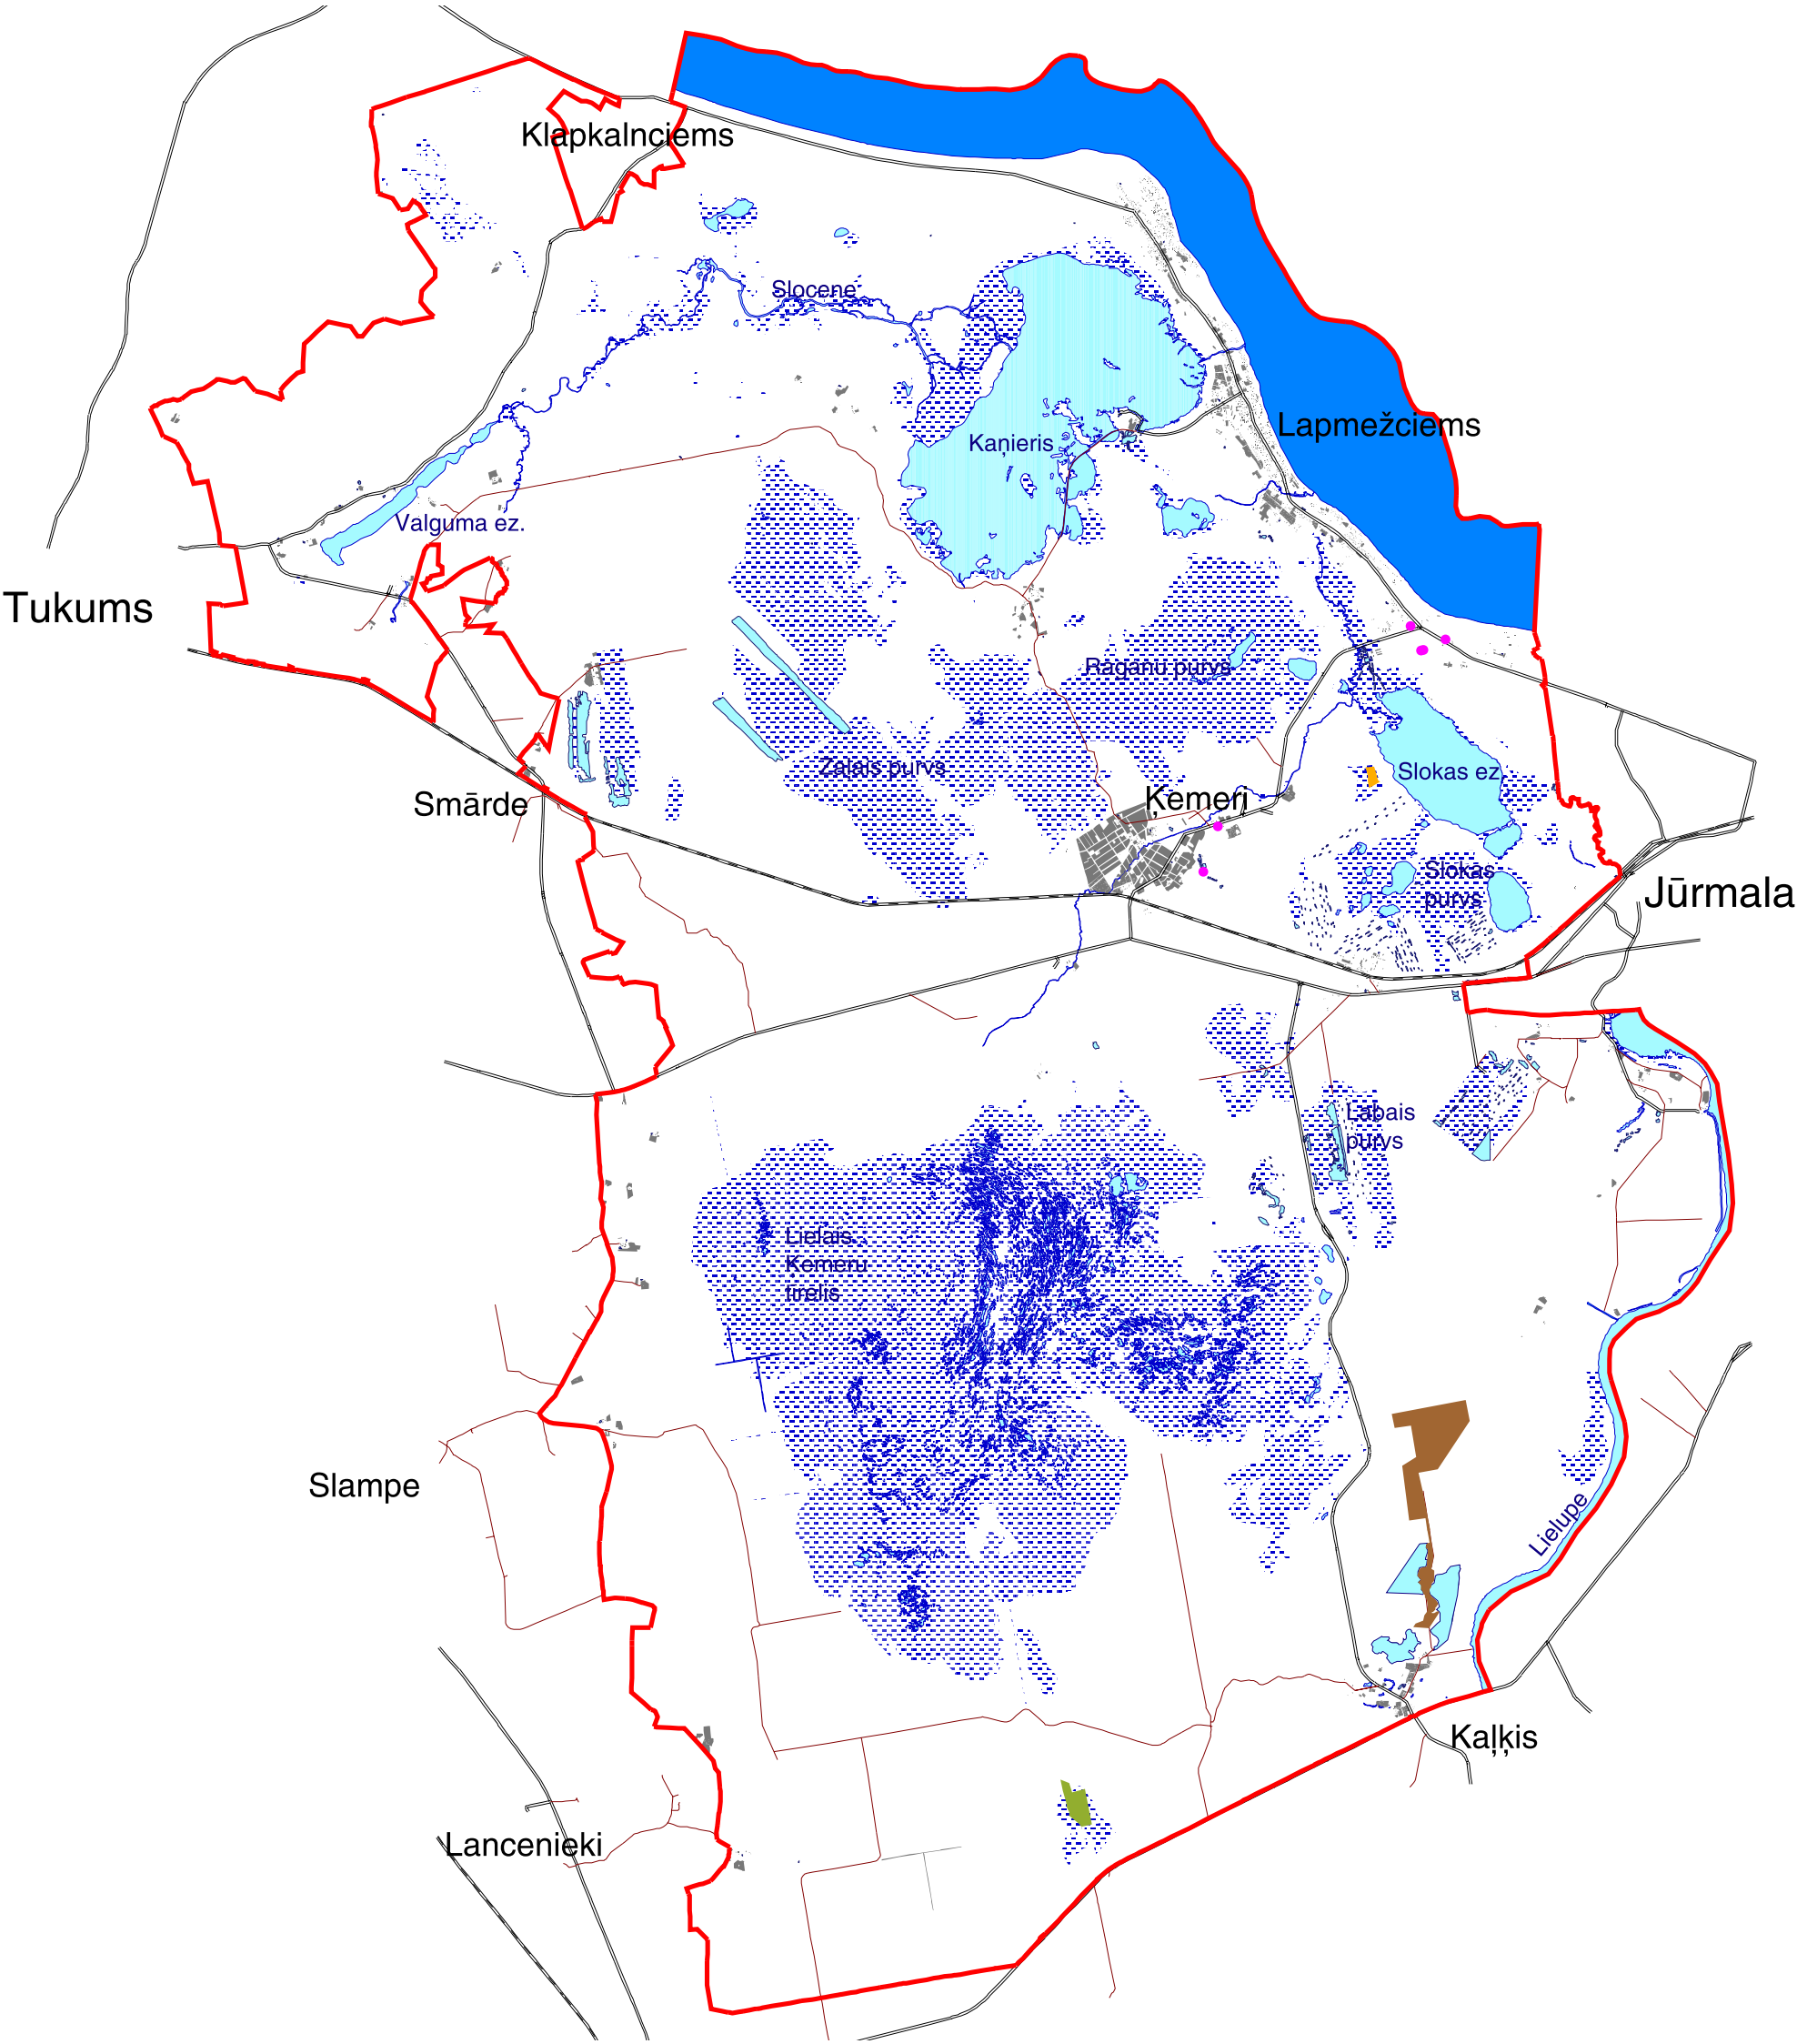 Klapkalnciems
Slocene
Lapmežciems
Kaņieris
Valguma ez.
Tukums
Raganu purvs
Zaļais purvs
Slokas ez
Smārde
Ķemeri
Slokas
purvs
Jūrmala
Labais
purvs
Lielais
Ķemeru
tīrelis
Slampe
Lielupe
Kaļķis
Lancenieki